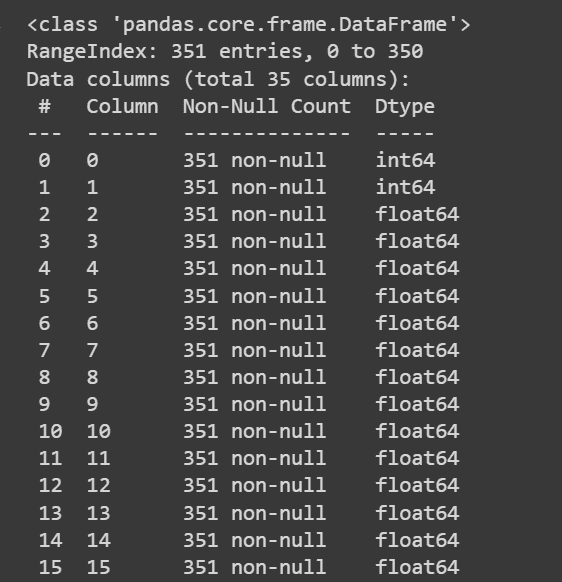 <class 'pandas.core.frame.DataFrame'>
RangeIndex: 351 entries, 0 to 350
Data columns (total 35 columns):
 #   Column  Non-Null Count  Dtype
---  ------  --------------  -----
 0   0       351 non-null    int64
 1   1       351 non-null    int64
 2   2       351 non-null    float64
 3   3       351 non-null    float64
 4   4       351 non-null    float64
 5   5       351 non-null    float64
 6   6       351 non-null    float64
 7   7       351 non-null    float64
 8   8       351 non-null    float64
 9   9       351 non-null    float64
 10  10      351 non-null    float64
 11  11      351 non-null    float64
 12  12      351 non-null    float64
 13  13      351 non-null    float64
 14  14      351 non-null    float64
 15  15      351 non-null    float64